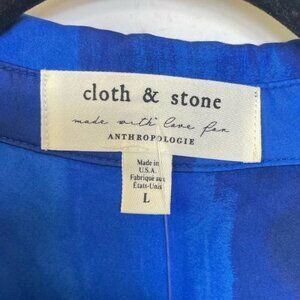 cloth & stone
made with love for
ANTHROPOLOGIE
Made in
U.S.A.
Fabriqué aux
États-Unis
L